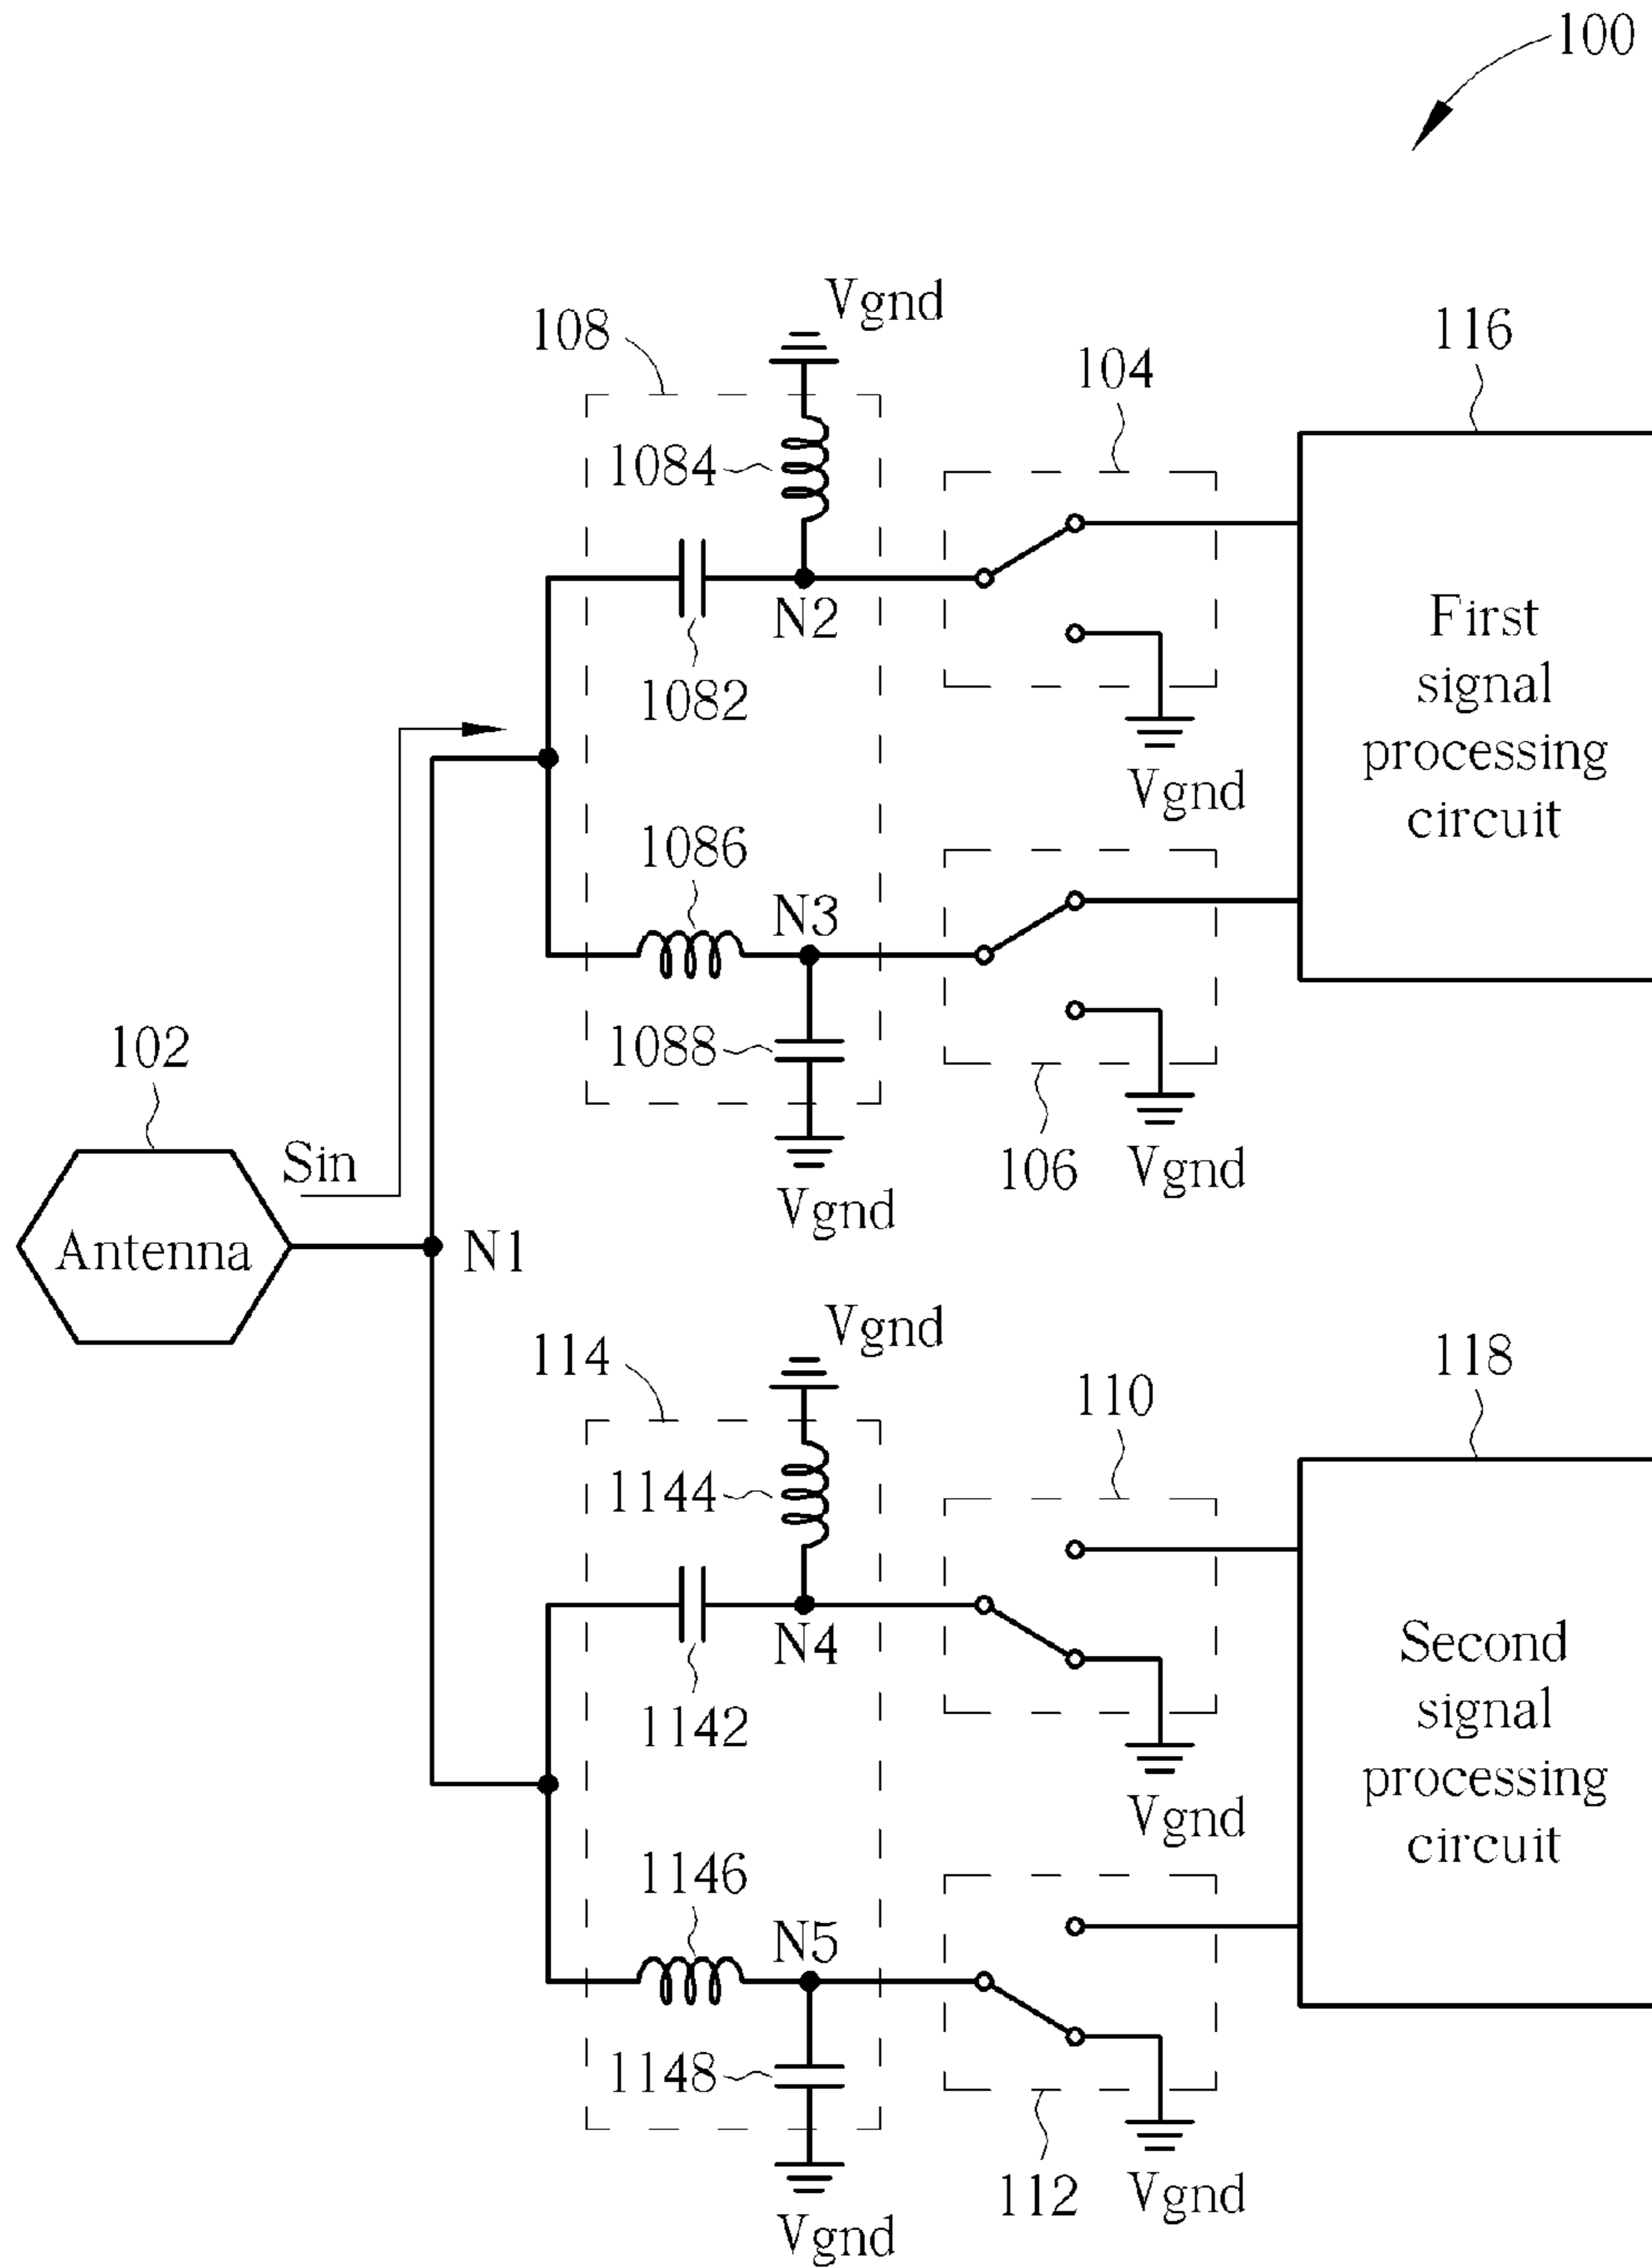 100
Vgnd
108
116
104
1084
N2
1082
First
signal
processing
circuit
Vgnd
1086
N3
1088
102
Sin
106
Vgnd
Vgnd
Antenna
N1
Vgnd
114
118
110
1144
N4
1142
Second
signal
processing
circuit
Vgnd
1146
N5
1148
112
Vgnd
Vgnd